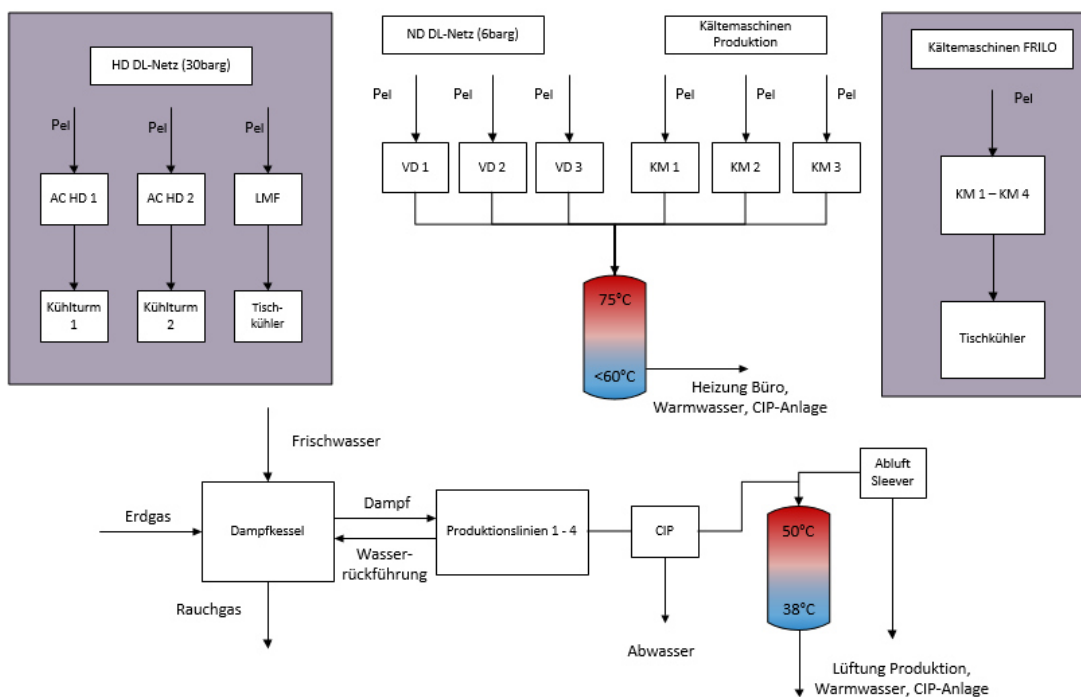 HD DL-Netz (30barg)
Pel
Pel
Pel
AC HD 1
AC HD 2
LMF
Kühlturm
1
Kühlturm
2
Tisch-
kühler
ND DL-Netz (6barg)
Kältemaschinen
Produktion
Pel
Pel
Pel
Pel
Pel
Pel
VD 1
VD 2
VD 3
KM 1
KM 2
KM 3
75°C
<60°C
Heizung Büro,
Warmwasser, CIP-Anlage
Kältemaschinen FRILO
Pel
KM 1 – KM 4
Tischkühler
Frischwasser
Erdgas
Dampfkessel
Dampf
Wasser-
rückführung
Rauchgas
Produktionslinien 1 - 4
CIP
Abwasser
Abluft
Sleever
50°C
38°C
Lüftung Produktion,
Warmwasser, CIP-Anlage